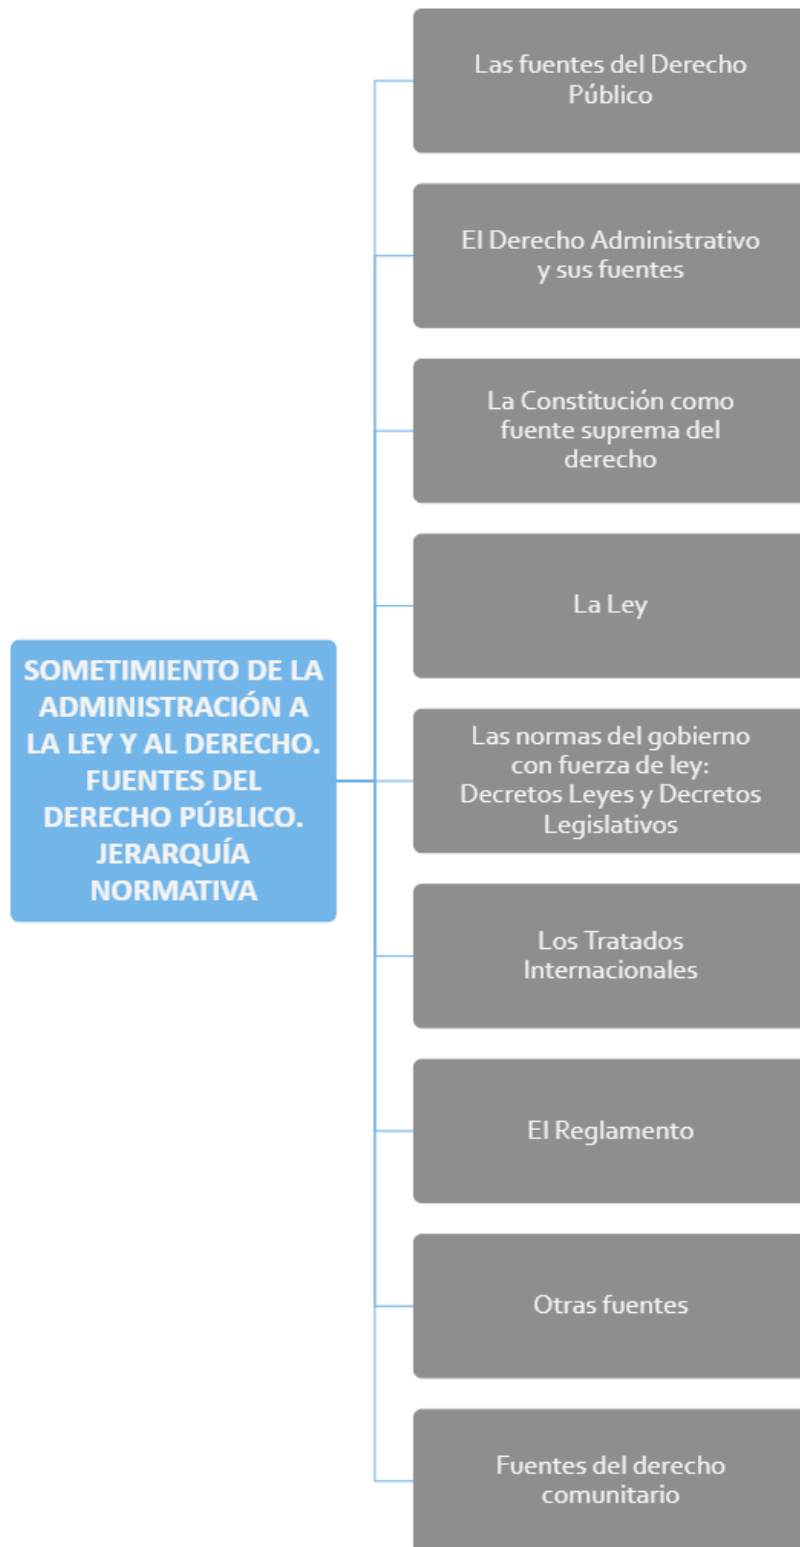 Las fuentes del Derecho
Público
El Derecho Administrativo
y sus fuentes
La Constitución como
fuente suprema del
derecho
La Ley
SOMETIMIENTO DE LA
ADMINISTRACIÓN A
LA LEY Y AL DERECHO.
FUENTES DEL
DERECHO PÚBLICO.
JERARQUÍA
NORMATIVA
Las normas del gobierno
con fuerza de ley:
Decretos Leyes y Decretos
Legislativos
Los Tratados
Internacionales
El Reglamento
Otras fuentes
Fuentes del derecho
comunitario